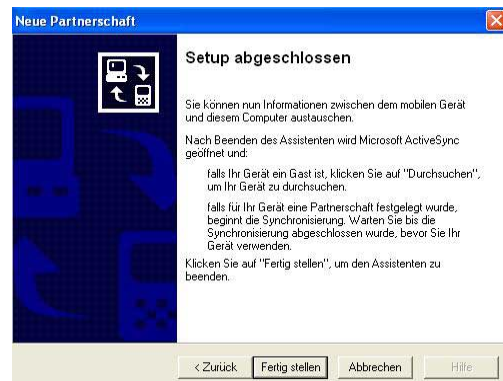 Neue Partnerschaft
Setup abgeschlossen
Sie können nun Informationen zwischen dem mobilen Gerät
und diesem Computer austauschen.
Nach Beenden des Assistenten wird Microsoft ActiveSync
geöffnet und:
falls Ihr Gerät ein Gast ist, klicken Sie auf "Durchsuchen",
um Ihr Gerät zu durchsuchen.
falls für Ihr Gerät eine Partnerschaft festgelegt wurde,
beginnt die Synchronisierung. Warten Sie bis die
Synchronisierung abgeschlossen wurde, bevor Sie Ihr
Gerät verwenden.
Klicken Sie auf "Fertig stellen", um den Assistenten zu
beenden.
< Zurück Fertig stellen Abbrechen Hilfe